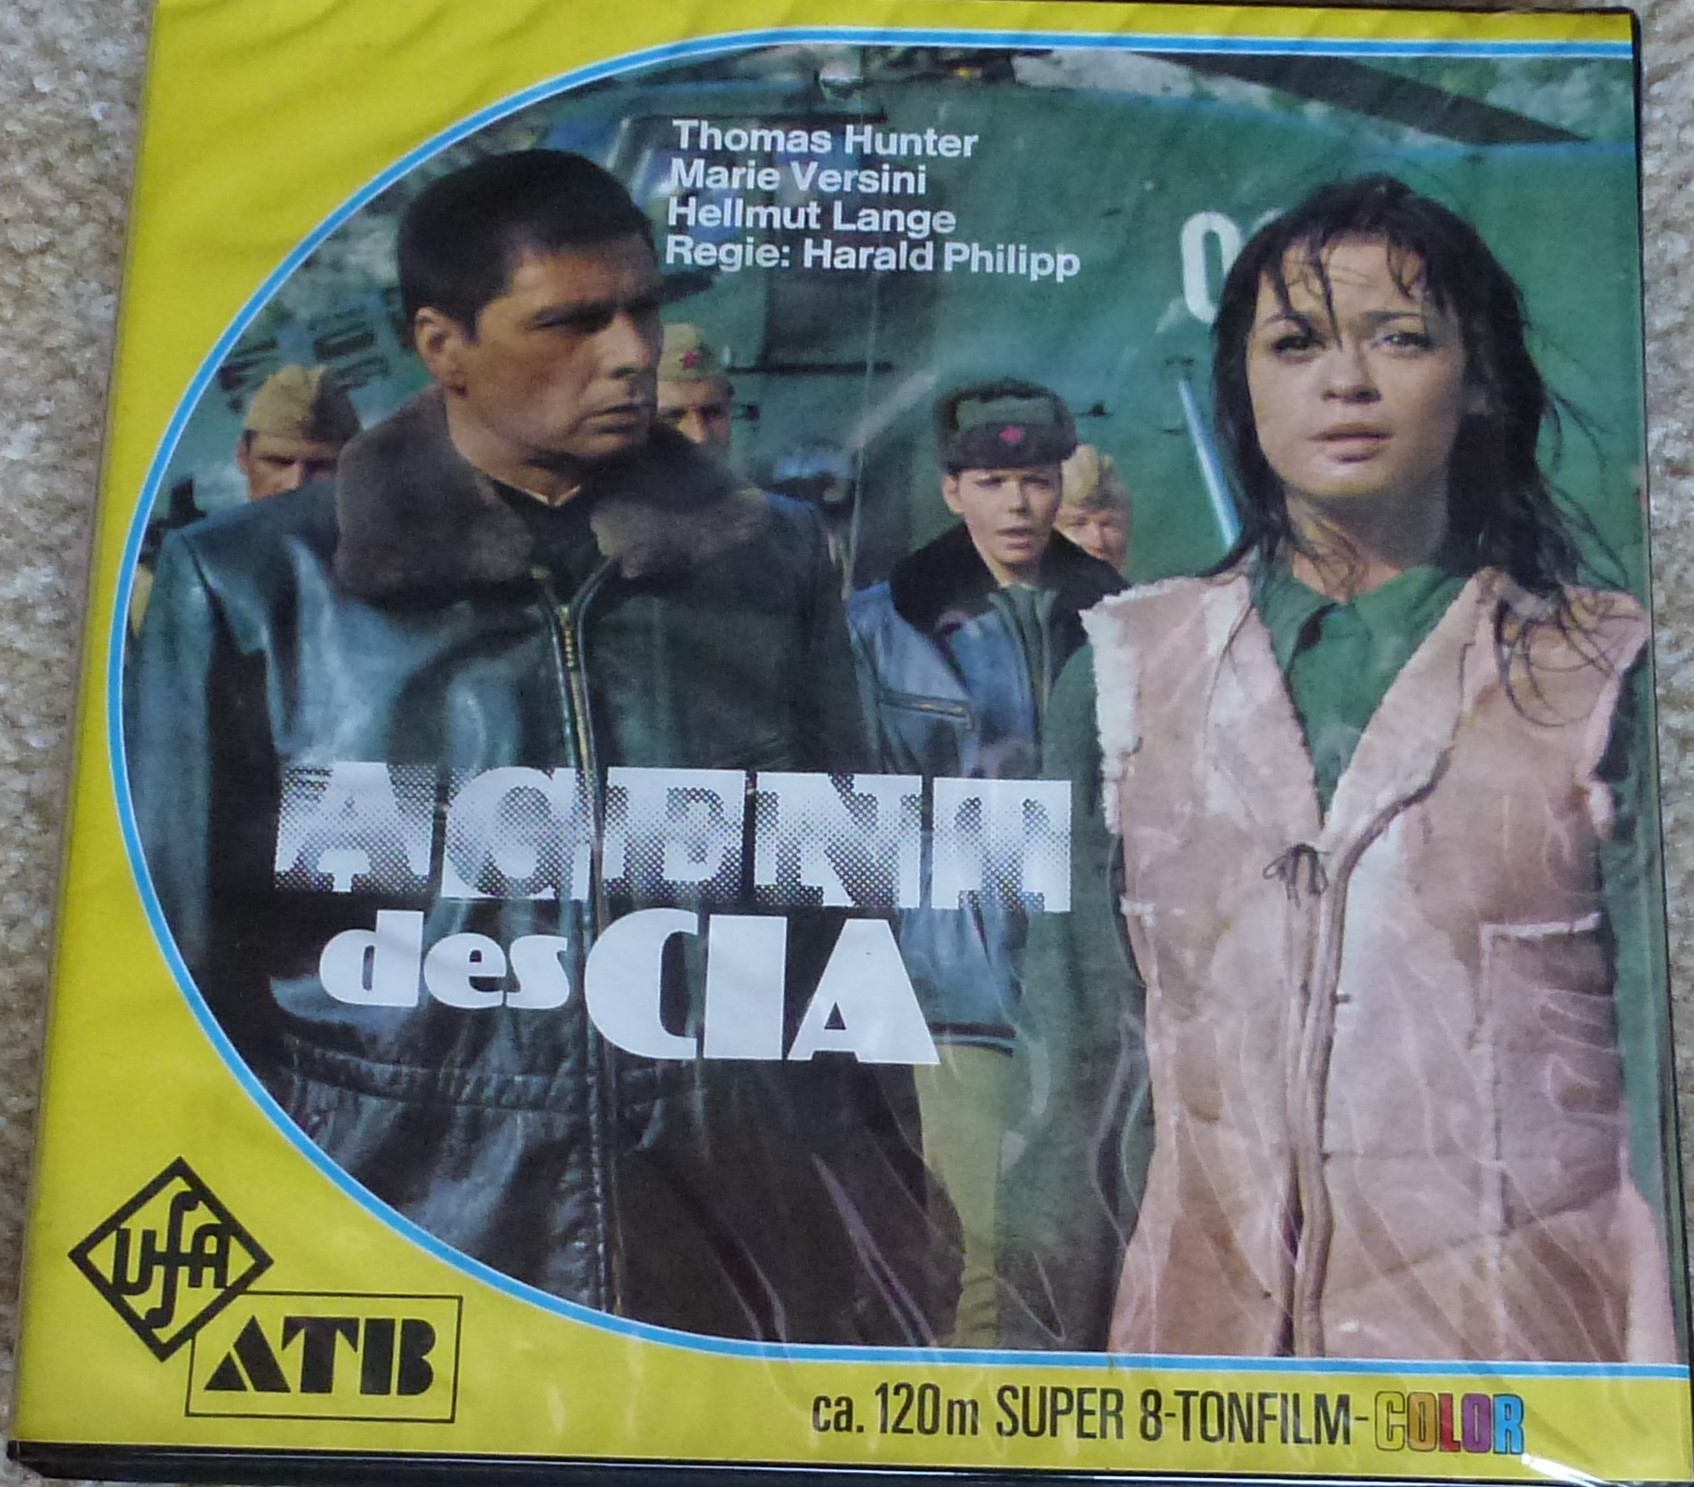 Thomas Hunter
Marie Versini
Hellmut Lange
Regie: Harald Philipp
AGENT
des CIA
UfA
ATB
ca. 120m SUPER 8-TONFILM-COLOR